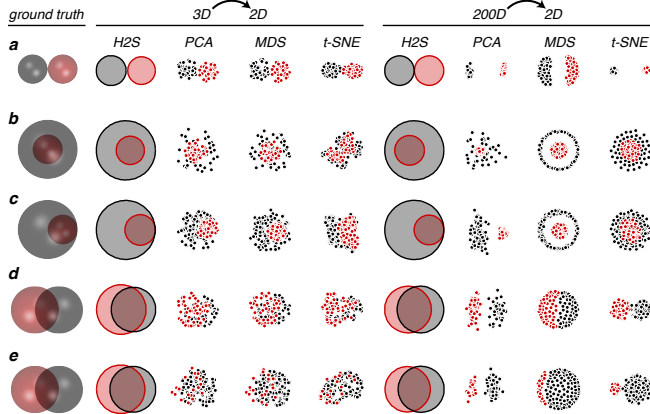 ground truth 3D 2D 200D 2D
H2S PCA MDS t-SNE H2S PCA MDS t-SNE
a
b
c
d
e